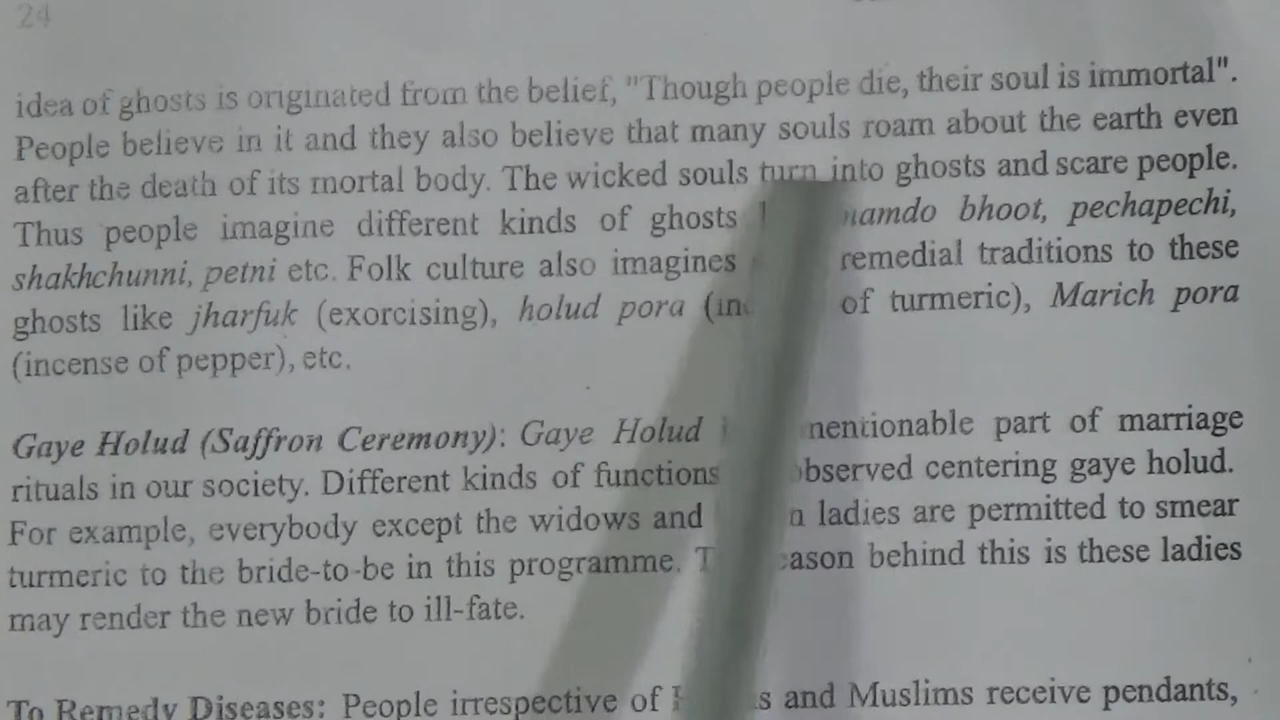 24
idea of ghosts is originated from the belief, "Though people die, their soul is immortal".
People believe in it and they also believe that many souls roam about the earth even
after the death of its mortal body. The wicked souls turn into ghosts and scare people.
Thus people imagine different kinds of ghosts bhoot, pechapechi,
shakhchunni, petni etc. Folk culture also imagines remedial traditions to these
ghosts like jharfuk (exorcising), holud pora of turmeric), Marich pora
(incense of pepper), etc.
Gaye Holud (Saffron Ceremony): Gaye Holud part of marriage
rituals in our society. Different kinds of functions observed centering gaye holud.
For example, everybody except the widows and ladies are permitted to smear
turmeric to the bride-to-be in this programme. behind this is these ladies
may render the new bride to ill-fate.
To Remedy Diseases: People irrespective of and Muslims receive pendants,